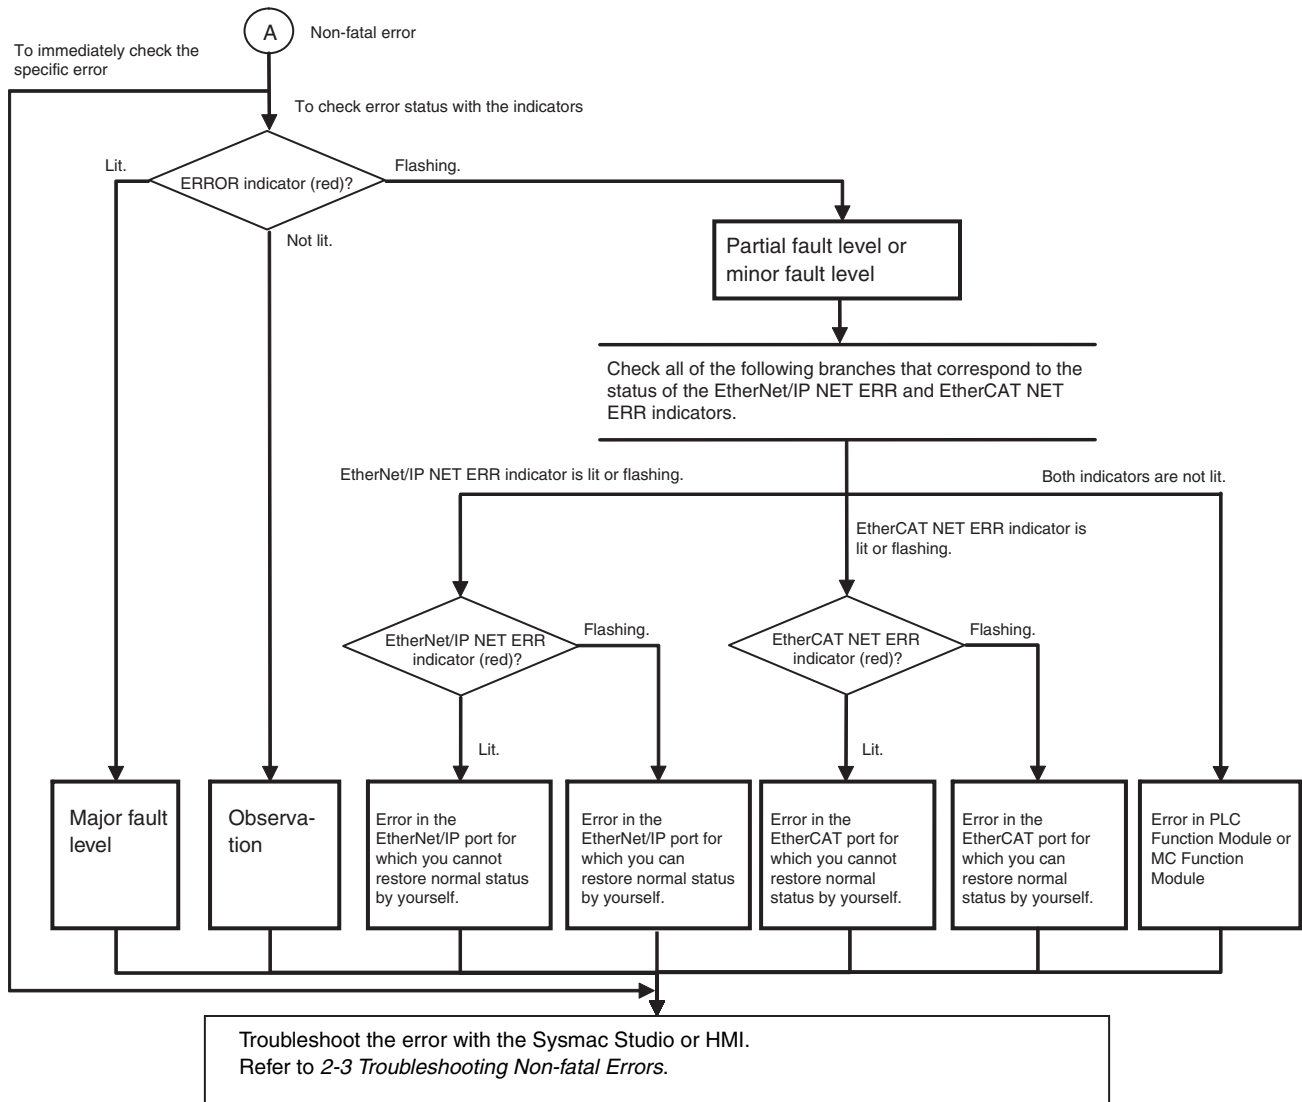 A
Non-fatal error
To immediately check the
specific error
To check error status with the indicators
Lit.
ERROR indicator (red)?
Flashing.
Not lit.
Partial fault level or
minor fault level
Check all of the following branches that correspond to the
status of the EtherNet/IP NET ERR and EtherCAT NET
ERR indicators.
EtherNet/IP NET ERR indicator is lit or flashing.
Both indicators are not lit.
EtherCAT NET ERR indicator is
lit or flashing.
EtherNet/IP NET ERR
indicator (red)?
Flashing.
Lit.
EtherCAT NET ERR
indicator (red)?
Flashing.
Lit.
Major fault
level
Observa-
tion
Error in the
EtherNet/IP port for
which you cannot
restore normal status
by yourself.
Error in the
EtherNet/IP port for
which you can
restore normal status
by yourself.
Error in the
EtherCAT port for
which you cannot
restore normal
status by yourself.
Error in the
EtherCAT port for
which you can
restore normal
status by yourself.
Error in PLC
Function Module or
MC Function
Module
Troubleshoot the error with the Sysmac Studio or HMI.
Refer to 2-3 Troubleshooting Non-fatal Errors.